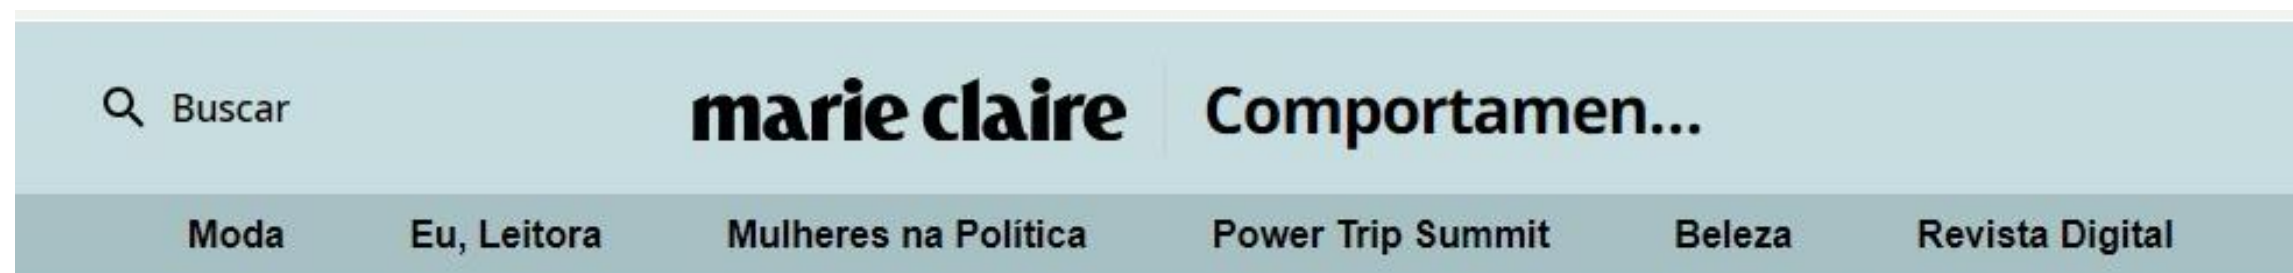 Buscar marie claire Comportamen...
Moda Eu, Leitora Mulheres na Política Power Trip Summit Beleza Revista Digital